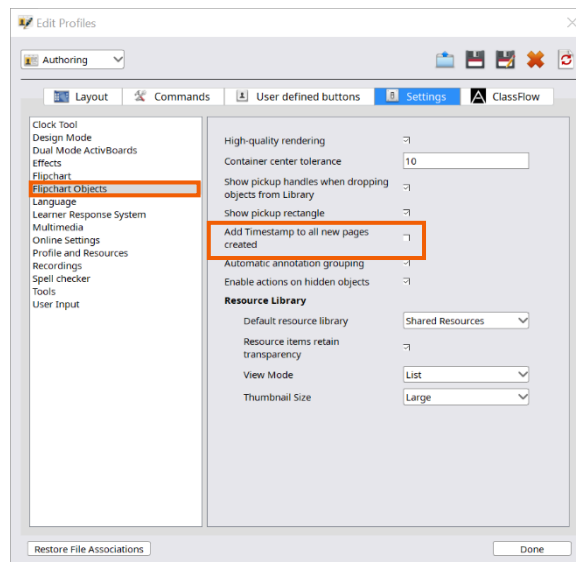 Edit Profiles
Authoring
Layout
Commands
User defined buttons
Settings
ClassFlow
Clock Tool
Design Mode
Dual Mode ActivBoards
Effects
Flipchart
Flipchart Objects
Language
Learner Response System
Multimedia
Online Settings
Profile and Resources
Recordings
Spell checker
Tools
User Input
High-quality rendering
Container center tolerance
10
Show pickup handles when dropping
objects from Library
Show pickup rectangle
Add Timestamp to all new pages
created
Automatic annotation grouping
Enable actions on hidden objects
Resource Library
Default resource library
Shared Resources
Resource items retain
transparency
View Mode
List
Thumbnail Size
Large
Restore File Associations
Done